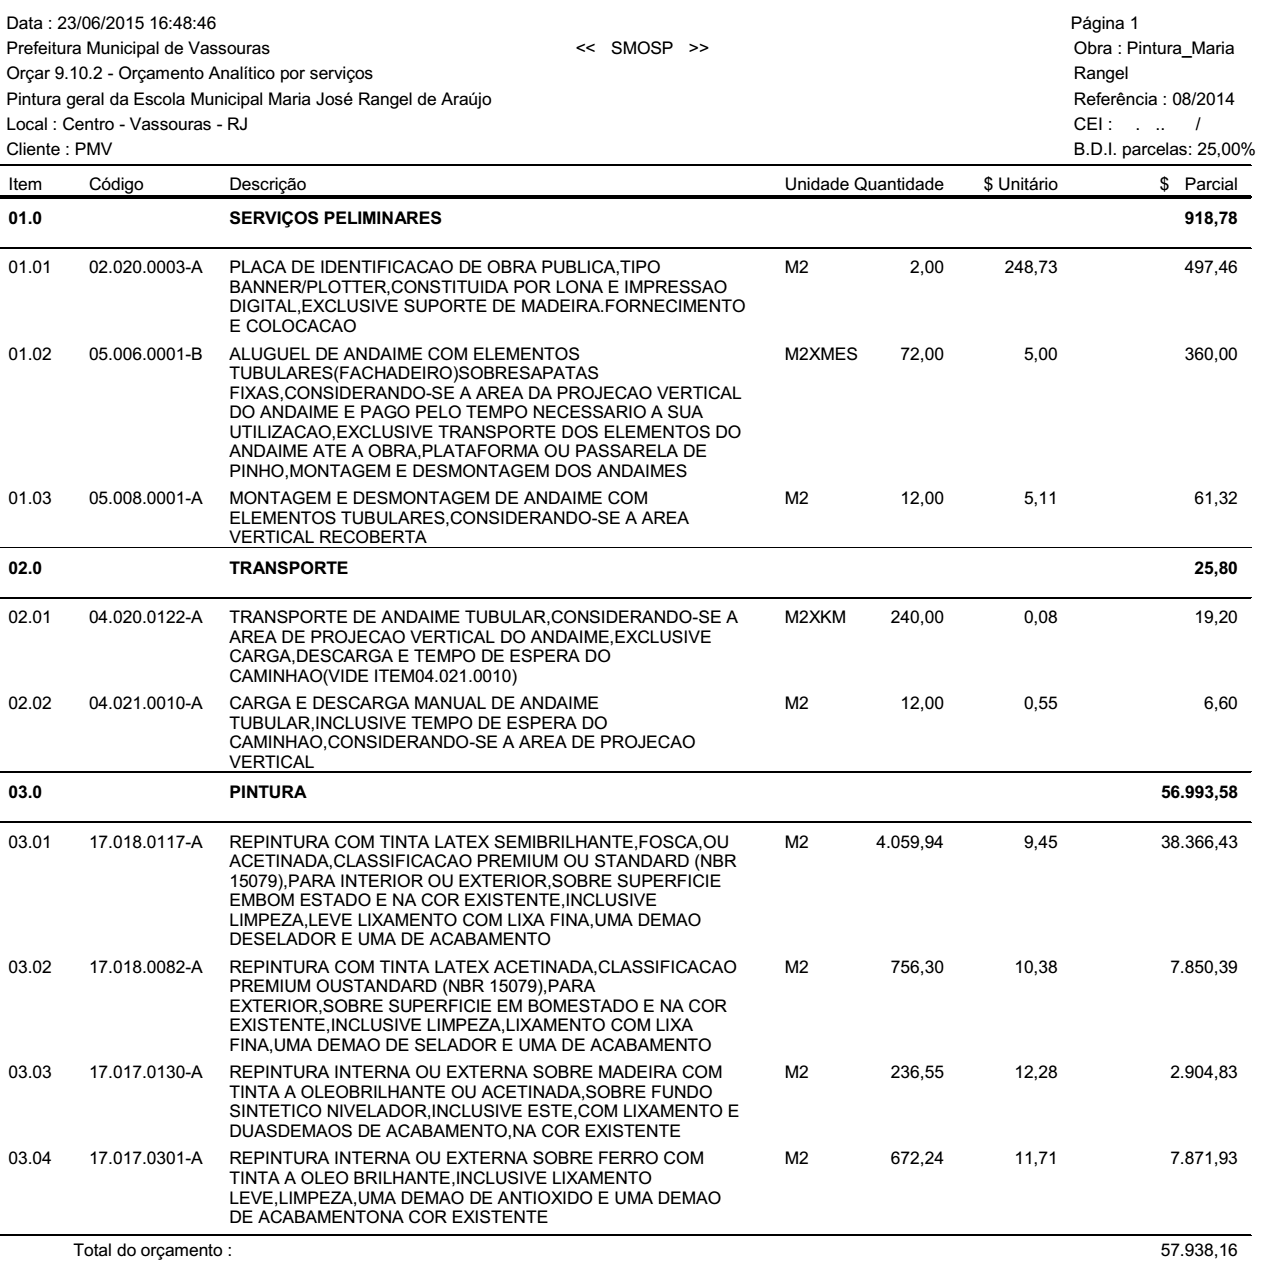 Data : 23/06/2015 16:48:46 Página 1
Prefeitura Municipal de Vassouras << SMOSP >> Obra : Pintura_Maria
Orçar 9.10.2 - Orçamento Analítico por serviços Rangel
Pintura geral da Escola Municipal Maria José Rangel de Araújo Referência : 08/2014
Local : Centro - Vassouras - RJ CEI : . .. /
Cliente : PMV B.D.I. parcelas: 25,00%
Item Código Descrição Unidade Quantidade $ Unitário $ Parcial
01.0 SERVIÇOS PELIMINARES 918,78
01.01 02.020.0003-A PLACA DE IDENTIFICACAO DE OBRA PUBLICA,TIPO M2 2,00 248,73 497,46
BANNER/PLOTTER,CONSTITUIDA POR LONA E IMPRESSAO
DIGITAL,EXCLUSIVE SUPORTE DE MADEIRA.FORNECIMENTO
E COLOCACAO
01.02 05.006.0001-B ALUGUEL DE ANDAIME COM ELEMENTOS M2XMES 72,00 5,00 360,00
TUBULARES(FACHADEIRO)SOBRESAPATAS
FIXAS,CONSIDERANDO-SE A AREA DA PROJECAO VERTICAL
DO ANDAIME E PAGO PELO TEMPO NECESSARIO A SUA
UTILIZACAO,EXCLUSIVE TRANSPORTE DOS ELEMENTOS DO
ANDAIME ATE A OBRA,PLATAFORMA OU PASSARELA DE
PINHO,MONTAGEM E DESMONTAGEM DOS ANDAIMES
01.03 05.008.0001-A MONTAGEM E DESMONTAGEM DE ANDAIME COM M2 12,00 5,11 61,32
ELEMENTOS TUBULARES,CONSIDERANDO-SE A AREA
VERTICAL RECOBERTA
02.0 TRANSPORTE 25,80
02.01 04.020.0122-A TRANSPORTE DE ANDAIME TUBULAR,CONSIDERANDO-SE A M2XKM 240,00 0,08 19,20
AREA DE PROJECAO VERTICAL DO ANDAIME,EXCLUSIVE
CARGA,DESCARGA E TEMPO DE ESPERA DO
CAMINHAO(VIDE ITEM04.021.0010)
02.02 04.021.0010-A CARGA E DESCARGA MANUAL DE ANDAIME M2 12,00 0,55 6,60
TUBULAR,INCLUSIVE TEMPO DE ESPERA DO
CAMINHAO,CONSIDERANDO-SE A AREA DE PROJECAO
VERTICAL
03.0 PINTURA 56.993,58
03.01 17.018.0117-A REPINTURA COM TINTA LATEX SEMIBRILHANTE,FOSCA,OU M2 4.059,94 9,45 38.366,43
ACETINADA,CLASSIFICACAO PREMIUM OU STANDARD (NBR
15079),PARA INTERIOR OU EXTERIOR,SOBRE SUPERFICIE
EMBOM ESTADO E NA COR EXISTENTE,INCLUSIVE
LIMPEZA,LEVE LIXAMENTO COM LIXA FINA,UMA DEMAO
DESELADOR E UMA DE ACABAMENTO
03.02 17.018.0082-A REPINTURA COM TINTA LATEX ACETINADA,CLASSIFICACAO M2 756,30 10,38 7.850,39
PREMIUM OUSTANDARD (NBR 15079),PARA
EXTERIOR,SOBRE SUPERFICIE EM BOMESTADO E NA COR
EXISTENTE,INCLUSIVE LIMPEZA,LIXAMENTO COM LIXA
FINA,UMA DEMAO DE SELADOR E UMA DE ACABAMENTO
03.03 17.017.0130-A REPINTURA INTERNA OU EXTERNA SOBRE MADEIRA COM M2 236,55 12,28 2.904,83
TINTA A OLEOBRILHANTE OU ACETINADA,SOBRE FUNDO
SINTETICO NIVELADOR,INCLUSIVE ESTE,COM LIXAMENTO E
DUASDEMAOS DE ACABAMENTO,NA COR EXISTENTE
03.04 17.017.0301-A REPINTURA INTERNA OU EXTERNA SOBRE FERRO COM M2 672,24 11,71 7.871,93
TINTA A OLEO BRILHANTE,INCLUSIVE LIXAMENTO
LEVE,LIMPEZA,UMA DEMAO DE ANTIOXIDO E UMA DEMAO
DE ACABAMENTONA COR EXISTENTE
Total do orçamento : 57.938,16